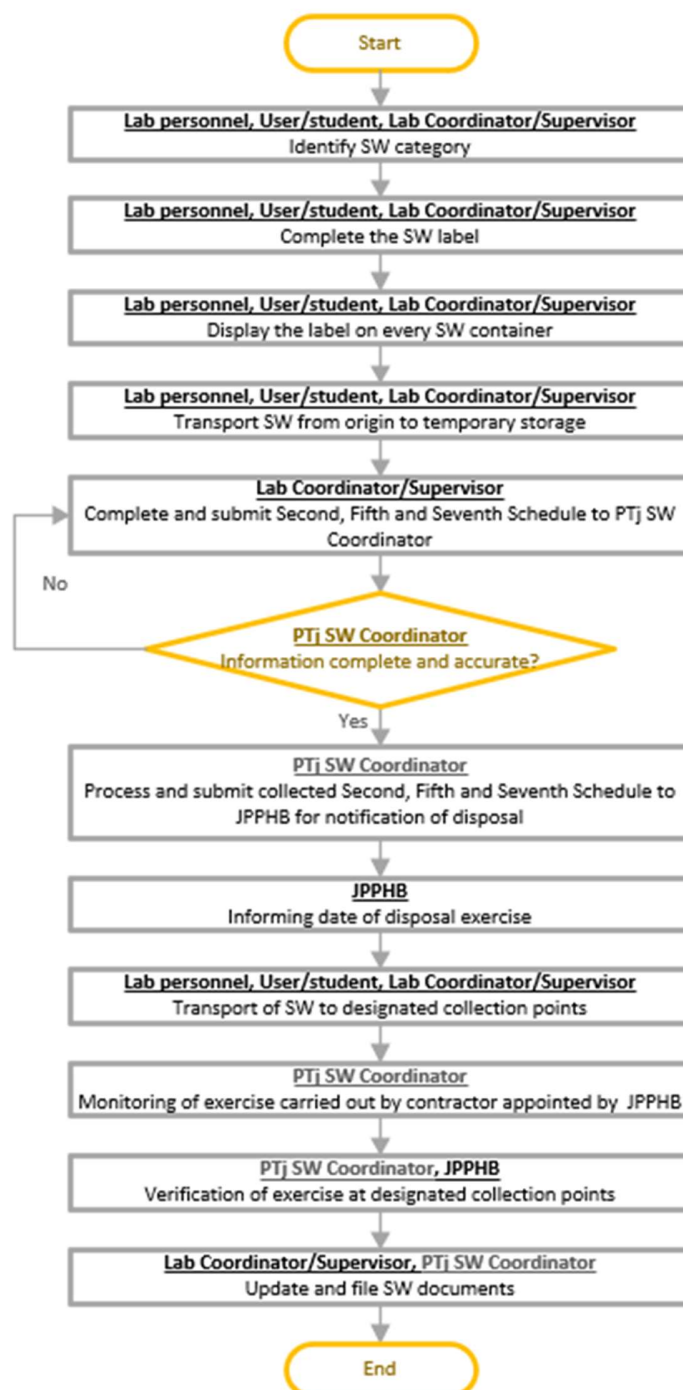 Start
Lab personnel, User/student, Lab Coordinator/Supervisor
Identify SW category
Lab personnel, User/student, Lab Coordinator/Supervisor
Complete the SW label
Lab personnel, User/student, Lab Coordinator/Supervisor
Display the label on every SW container
Lab personnel, User/student, Lab Coordinator/Supervisor
Transport SW from origin to temporary storage
Lab Coordinator/Supervisor
Complete and submit Second, Fifth and Seventh Schedule to PTj SW
Coordinator
No
PTj SW Coordinator
Information complete and accurate?
Yes
PTj SW Coordinator
Process and submit collected Second, Fifth and Seventh Schedule to
JPPHB for notification of disposal
JPPHB
Informing date of disposal exercise
Lab personnel, User/student, Lab Coordinator/Supervisor
Transport of SW to designated collection points
PTj SW Coordinator
Monitoring of exercise carried out by contractor appointed by JPPHB
PTj SW Coordinator, JPPHB
Verification of exercise at designated collection points
Lab Coordinator/Supervisor, PTj SW Coordinator
Update and file SW documents
End